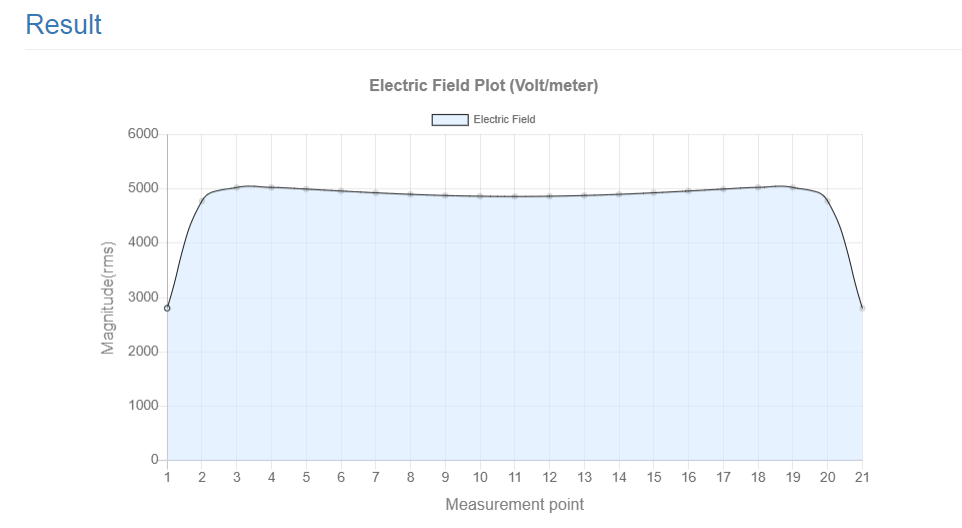 Result
Electric Field Plot (Volt/meter)
Electric Field
6000
5000
4000
3000
2000
1000
0
Magnitude(rms)
1 2 3 4 5 6 7 8 9 10 11 12 13 14 15 16 17 18 19 20 21
Measurement point